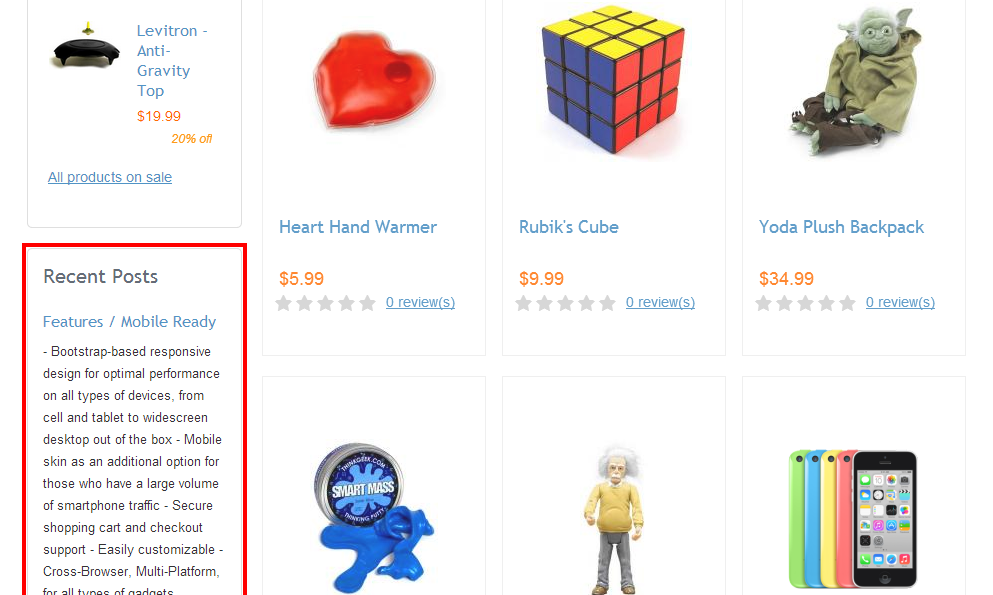 Levitron -
Anti-
Gravity
Top
$19.99
20% off
All products on sale
Recent Posts
Features / Mobile Ready
- Bootstrap-based responsive
design for optimal performance
on all types of devices, from
cell and tablet to widescreen
desktop out of the box - Mobile
skin as an additional option for
those who have a large volume
of smartphone traffic - Secure
shopping cart and checkout
support - Easily customizable -
Cross-Browser, Multi-Platform,
for all types of gadgets
Heart Hand Warmer
$5.99
0 review(s)
Rubik's Cube
$9.99
0 review(s)
Yoda Plush Backpack
$34.99
0 review(s)
THINKGEEK.COM
SMART MASS
THINKING PUTTY